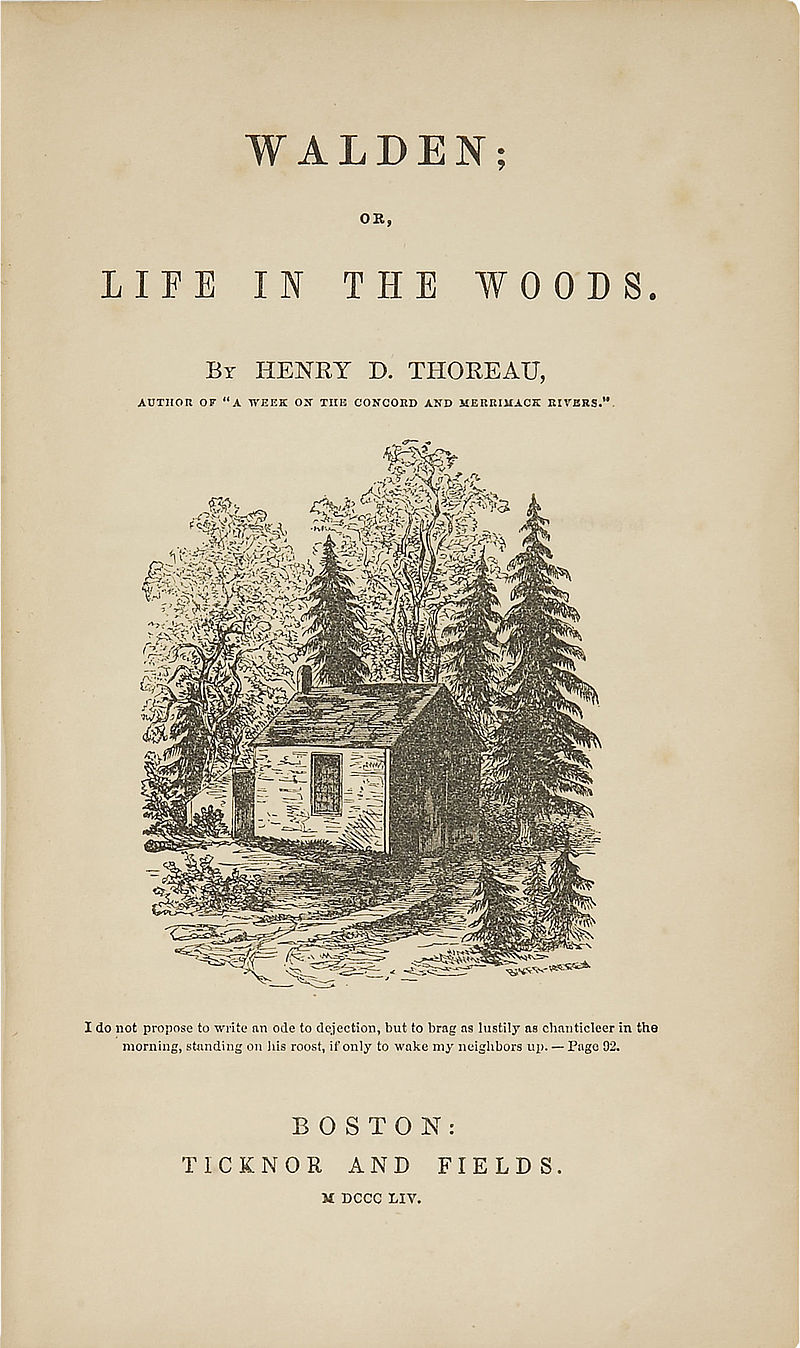 WALDEN;
OR,
LIFE IN THE WOODS.
BY HENRY D. THOREAU,
AUTHOR OF "A WEEK ON THE CONCORD AND MERRIMACK RIVERS."
I do not propose to write an ode to dejection, but to brag as lustily as chanticleer in the
morning, standing on his roost, if only to wake my neighbors up. — Page 92.
BOSTON:
TICKNOR AND FIELDS.
M DCCC LIV.